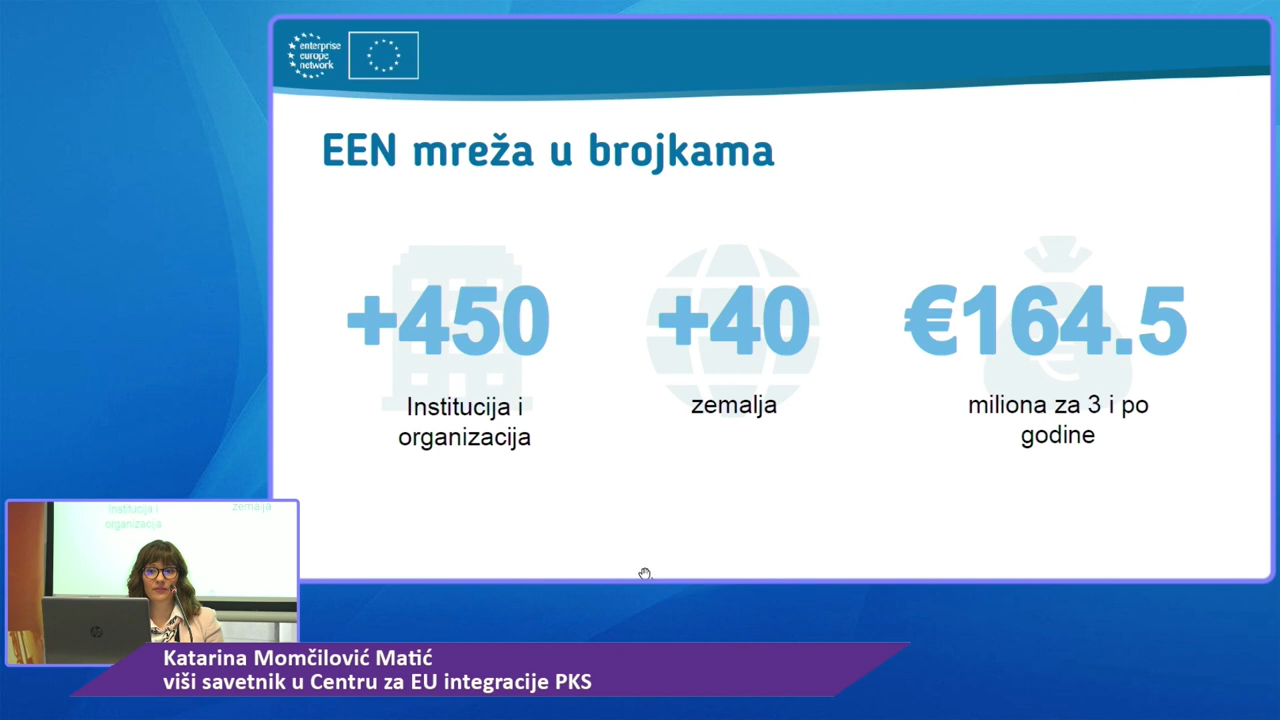 enterprise
europe
network
EEN mreža u brojkama
+450
Institucija i
organizacija
+40
zemalja
€164.5
miliona za 3 i po
godine
Institucija i
organizacija
zemalja
hp
Katarina Momčilović Matić
viši savetnik u Centru za EU integracije PKS